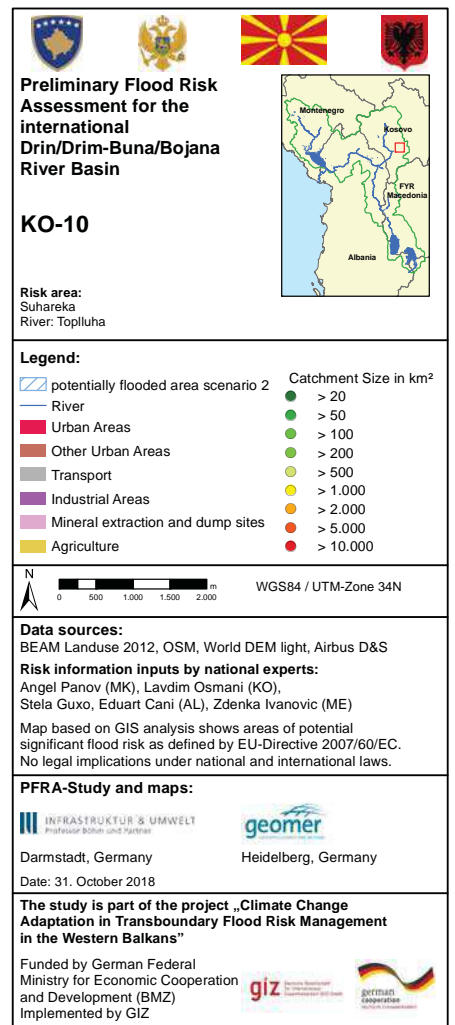 Preliminary Flood Risk
Assessment for the
international
Drin/Drim-Buna/Bojana
River Basin
KO-10
Risk area:
Suhareka
River: Toplluha
Montenegro
Kosovo
FYR
Macedonia
Albania
Legend:
potentially flooded area scenario 2
River
Urban Areas
Other Urban Areas
Transport
Industrial Areas
Mineral extraction and dump sites
Agriculture
Catchment Size in km²
> 20
> 50
> 100
> 200
> 500
> 1.000
> 2.000
> 5.000
> 10.000
N
m
0 500 1.000 1.500 2.000
WGS84 / UTM-Zone 34N
Data sources:
BEAM Landuse 2012, OSM, World DEM light, Airbus D&S
Risk information inputs by national experts:
Angel Panov (MK), Lavdim Osmani (KO),
Stela Guxo, Eduart Cani (AL), Zdenka Ivanovic (ME)
Map based on GIS analysis shows areas of potential
significant flood risk as defined by EU-Directive 2007/60/EC.
No legal implications under national and international laws.
PFRA-Study and maps:
INFRASTRUKTUR & UMWELT
Professor Böhm und Partner
geomer
Darmstadt, Germany
Heidelberg, Germany
Date: 31. October 2018
The study is part of the project „Climate Change
Adaptation in Transboundary Flood Risk Management
in the Western Balkans”
Funded by German Federal
Ministry for Economic Cooperation
and Development (BMZ)
Implemented by GIZ
giz
Deutsche Gesellschaft
für Internationale
Zusammenarbeit (GIZ) GmbH
german
cooperation
DEUTSCHE ZUSAMMENARBEIT